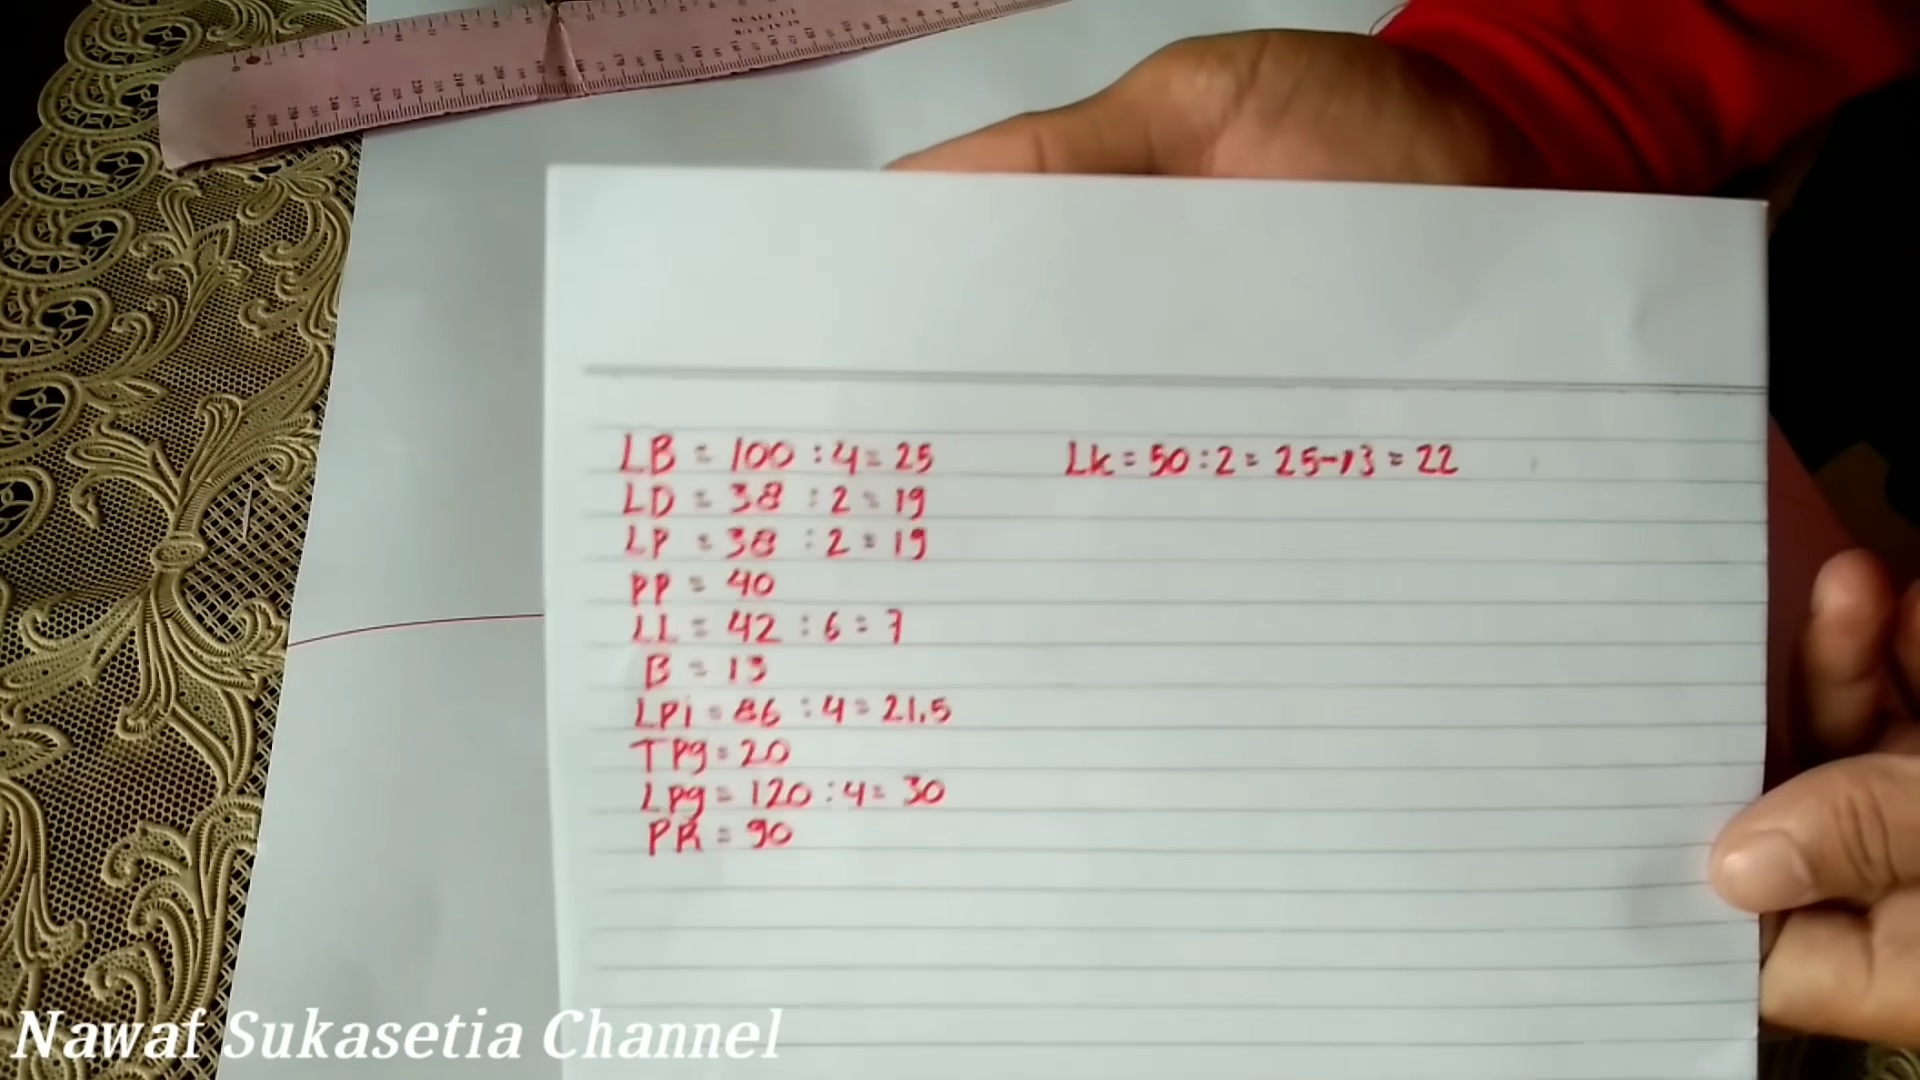 LB = 100 : 4 = 25
LD = 38 : 2 = 19
LP = 38 : 2 = 19
PP = 40
LL = 42 : 6 = 7
B = 13
LPi = 86 : 4 = 21,5
TPg = 20
Lpg = 120 : 4 = 30
PR = 90
Lk = 50 : 2 = 25 - 13 = 22
Nawaf Sukasetia Channel